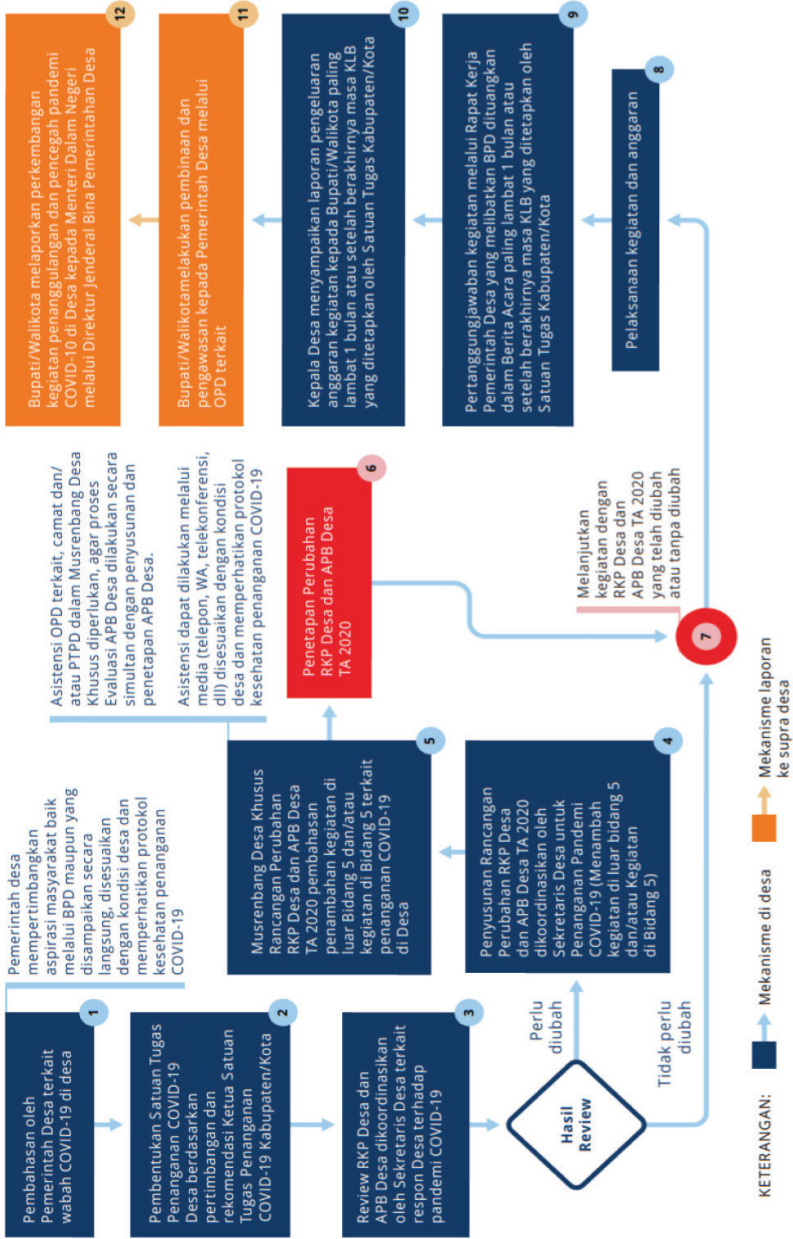 Pembahasan oleh
Pemerintah Desa terkait
wabah COVID-19 di desa
1
Pemerintah desa
mempertimbangkan
aspirasi masyarakat baik
melalui BPD maupun yang
disampaikan secara
langsung, disesuaikan
dengan kondisi desa dan
memperhatikan protokol
kesehatan penanganan
COVID-19
Pembentukan Satuan Tugas
Penanganan COVID-19
Desa berdasarkan
pertimbangan dan
rekomendasi Ketua Satuan
Tugas Penanganan
COVID-19 Kabupaten/Kota
2
Review RKP Desa dan
APB Desa dikoordinasikan
oleh Sekretaris Desa terkait
respon Desa terhadap
pandemi COVID-19
3
Hasil
Review
Perlu
diubah
Tidak perlu
diubah
Penyusunan Rancangan
Perubahan RKP Desa
dan APB Desa TA 2020
dikoordinasikan oleh
Sekretaris Desa untuk
Penanganan Pandemi
COVID-19 (Menambah
kegiatan di luar bidang 5
dan/atau Kegiatan
di Bidang 5)
4
Musrenbang Desa Khusus
Rancangan Perubahan
RKP Desa dan APB Desa
TA 2020 pembahasan
penambahan kegiatan di
luar Bidang 5 dan/atau
kegiatan di Bidang 5 terkait
penanganan COVID-19
di Desa
5
Asistensi OPD terkait, camat dan/
atau PTPD dalam Musrenbang Desa
Khusus diperlukan, agar proses
Evaluasi APB Desa dilakukan secara
simultan dengan penyusunan dan
penetapan APB Desa.
Asistensi dapat dilakukan melalui
media (telepon, WA, telekonferensi,
dll) disesuaikan dengan kondisi
desa dan memperhatikan protokol
kesehatan penanganan COVID-19
Penetapan Perubahan
RKP Desa dan APB Desa
TA 2020
6
7
Melanjutkan
kegiatan dengan
RKP Desa dan
APB Desa TA 2020
yang telah diubah
atau tanpa diubah
Pelaksanaan kegiatan dan anggaran
8
Pertanggungjawaban kegiatan melalui Rapat Kerja
Pemerintah Desa yang melibatkan BPD dituangkan
dalam Berita Acara paling lambat 1 bulan atau
setelah berakhirnya masa KLB yang ditetapkan oleh
Satuan Tugas Kabupaten/Kota
9
Kepala Desa menyampaikan laporan pengeluaran
anggaran kegiatan kepada Bupati/Walikota paling
lambat 1 bulan atau setelah berakhirnya masa KLB
yang ditetapkan oleh Satuan Tugas Kabupaten/Kota
10
Bupati/Walikotamelakukan pembinaan dan
pengawasan kepada Pemerintah Desa melalui
OPD terkait
11
Bupati/Walikota melaporkan perkembangan
kegiatan penanggulangan dan pencegah pandemi
COVID-10 di Desa kepada Menteri Dalam Negeri
melalui Direktur Jenderal Bina Pemerintahan Desa
12
KETERANGAN:
Mekanisme di desa
Mekanisme laporan
ke supra desa